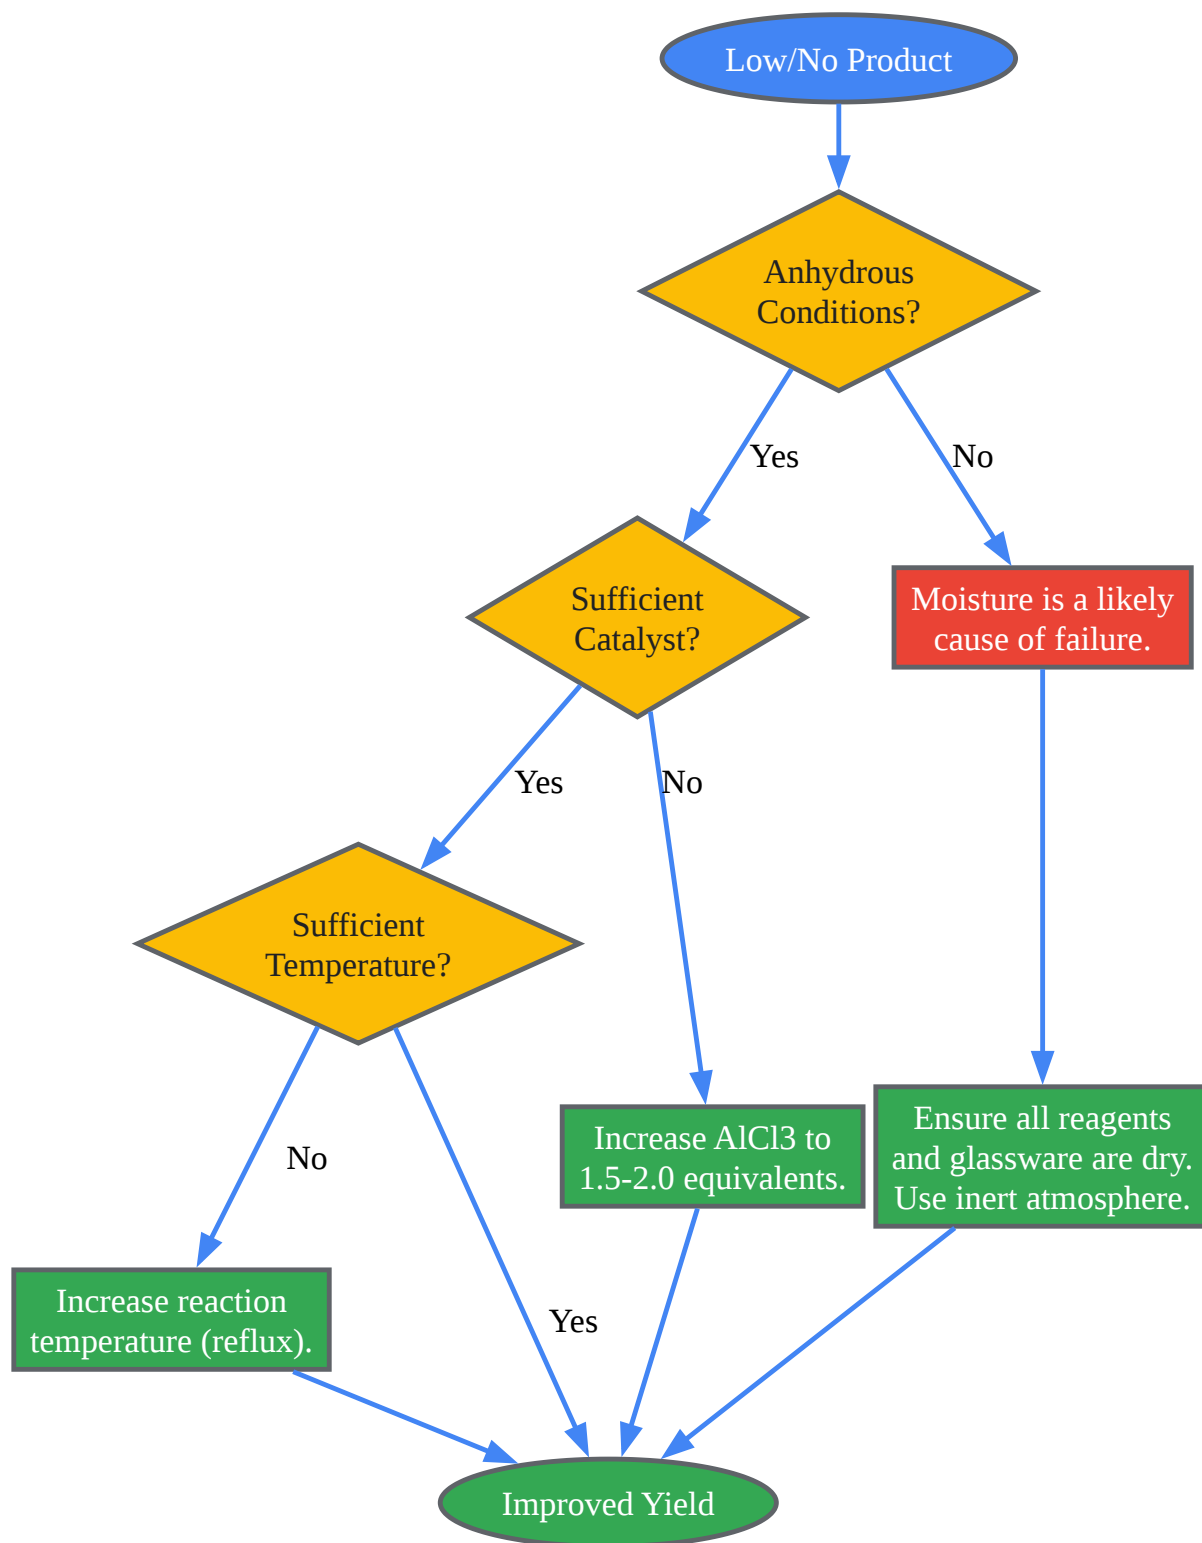 Low/No Product
Anhydrous
Conditions?
Yes
No
Sufficient
Catalyst?
Moisture is a likely
cause of failure.
Yes
No
Sufficient
Temperature?
Increase AlCl3 to
1.5-2.0 equivalents.
Ensure all reagents
and glassware are dry.
Use inert atmosphere.
No
Increase reaction
temperature (reflux).
Yes
Improved Yield